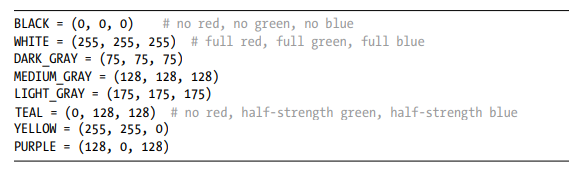 BLACK = (0, 0, 0)    # no red, no green, no blue
WHITE = (255, 255, 255)  # full red, full green, full blue
DARK_GRAY = (75, 75, 75)
MEDIUM_GRAY = (128, 128, 128)
LIGHT_GRAY = (175, 175, 175)
TEAL = (0, 128, 128)  # no red, half-strength green, half-strength blue
YELLOW = (255, 255, 0)
PURPLE = (128, 0, 128)